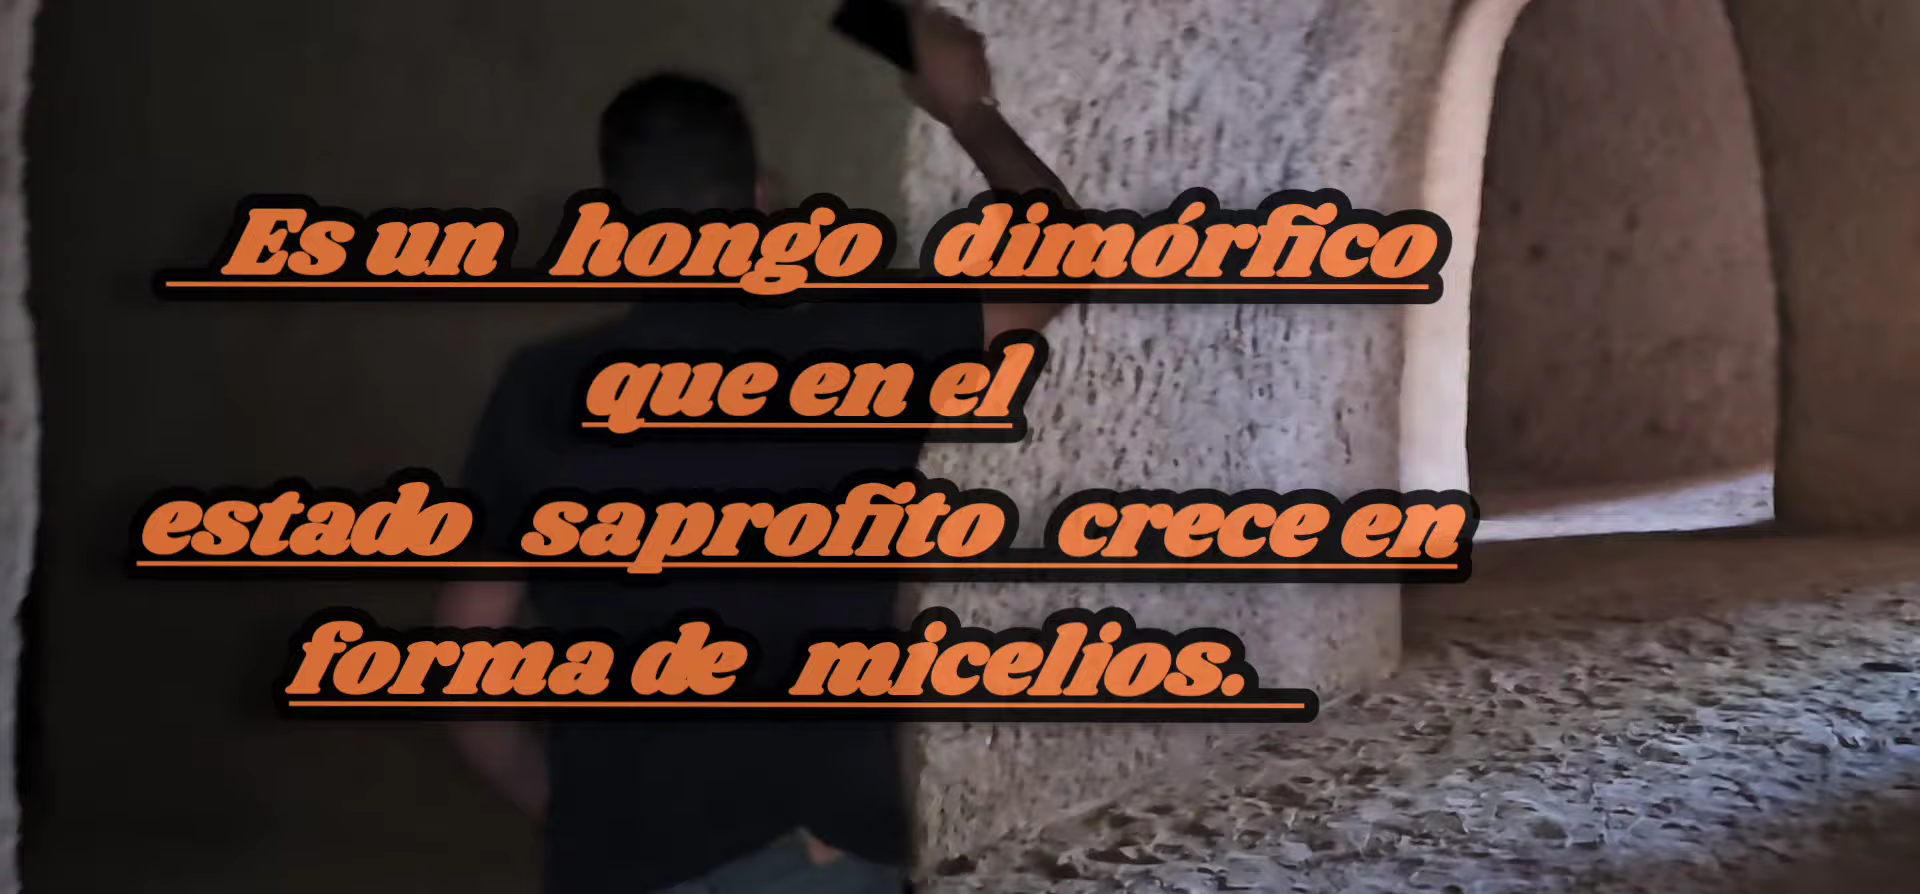 Es un hongo dimórfico
que en el
estado saprofito crece en
forma de micelios.